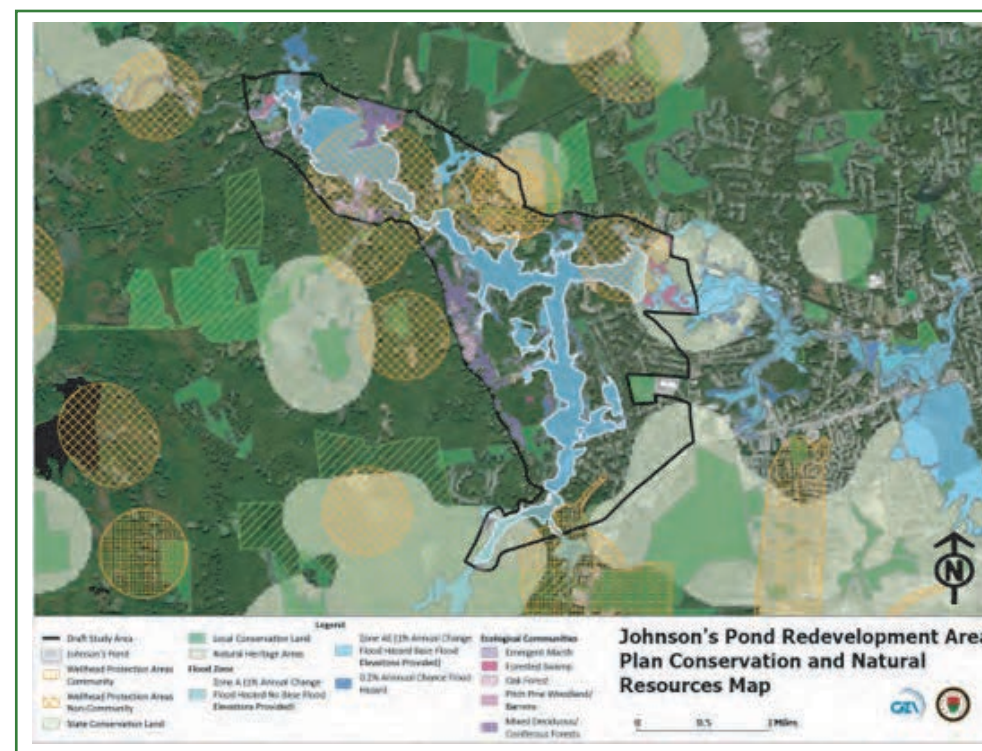 Legend
Draft Study Area
Johnson's Pond
Wellhead Protection Areas
Community
Wellhead Protection Areas
Non-Community
State Conservation Land
Local Conservation Land
Natural Heritage Areas
Flood Zone
Zone A (1% Annual Change
Flood Hazard No Base Flood
Elevations Provided)
Zone AE (1% Annual Change
Flood Hazard Base Flood
Elevations Provided)
0.2% Annual Chance Flood
Hazard
Ecological Communities
Emergent Marsh
Forested Swamp
Oak Forest
Pitch Pine Woodland/
Barrens
Mixed Deciduous/
Coniferous Forests
Johnson's Pond Redevelopment Area
Plan Conservation and Natural
Resources Map
0 0.5 1 Miles
N
GZA